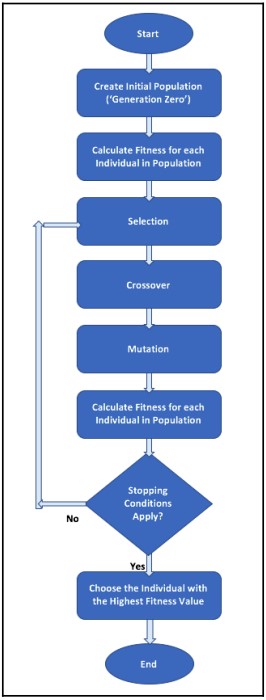 Start
Create Initial Population
('Generation Zero')
Calculate Fitness for each
Individual in Population
Selection
Crossover
Mutation
Calculate Fitness for each
Individual in Population
Stopping
Conditions
Apply?
No
Yes
Choose the Individual with
the Highest Fitness Value
End